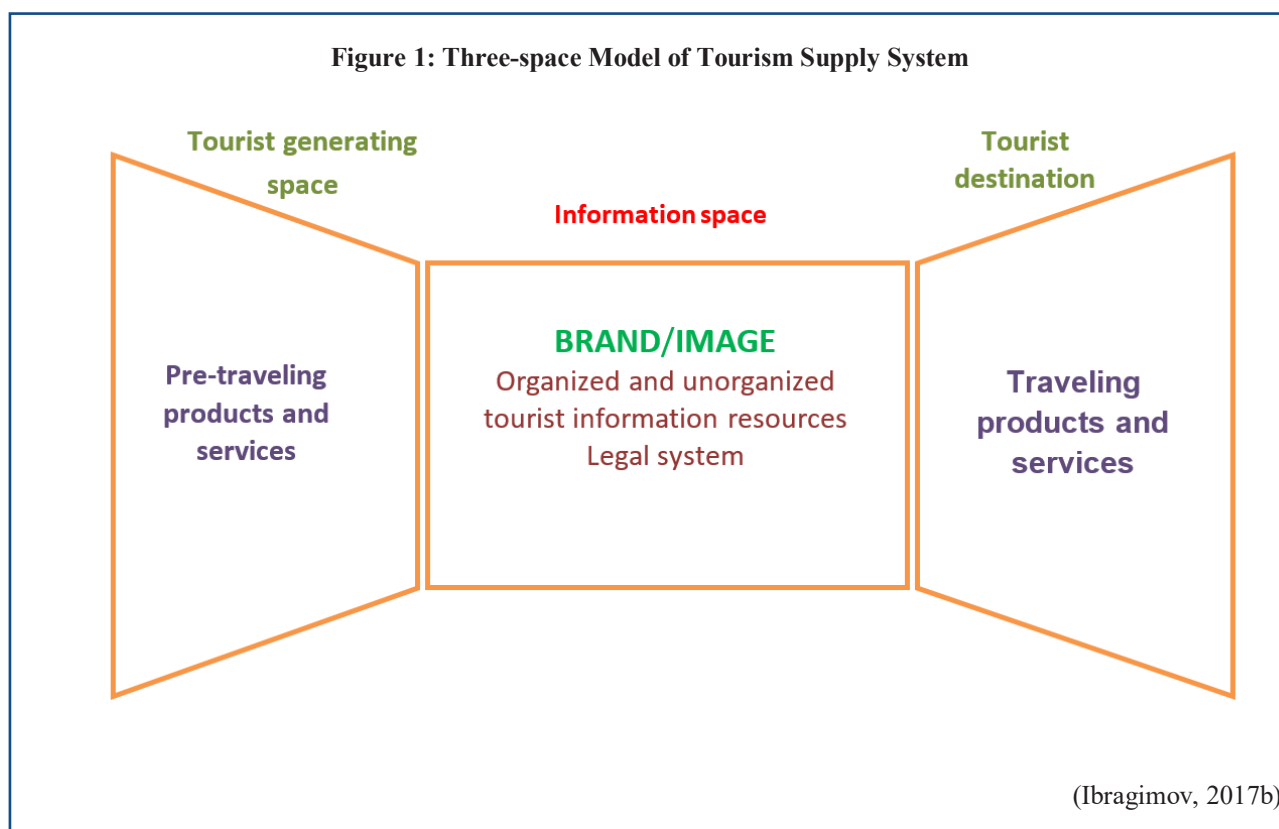 Figure 1: Three-space Model of Tourism Supply System
Tourist generating
space
Information space
Tourist
destination
Pre-traveling
products and
services
BRAND/IMAGE
Organized and unorganized
tourist information resources
Legal system
Traveling
products and
services
(Ibragimov, 2017b)